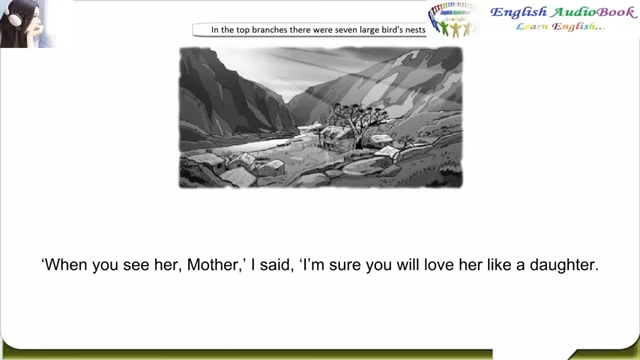 In the top branches there were seven large bird's nests
English AudioBook
Learn English...
‘When you see her, Mother,’ I said, ‘I’m sure you will love her like a daughter.